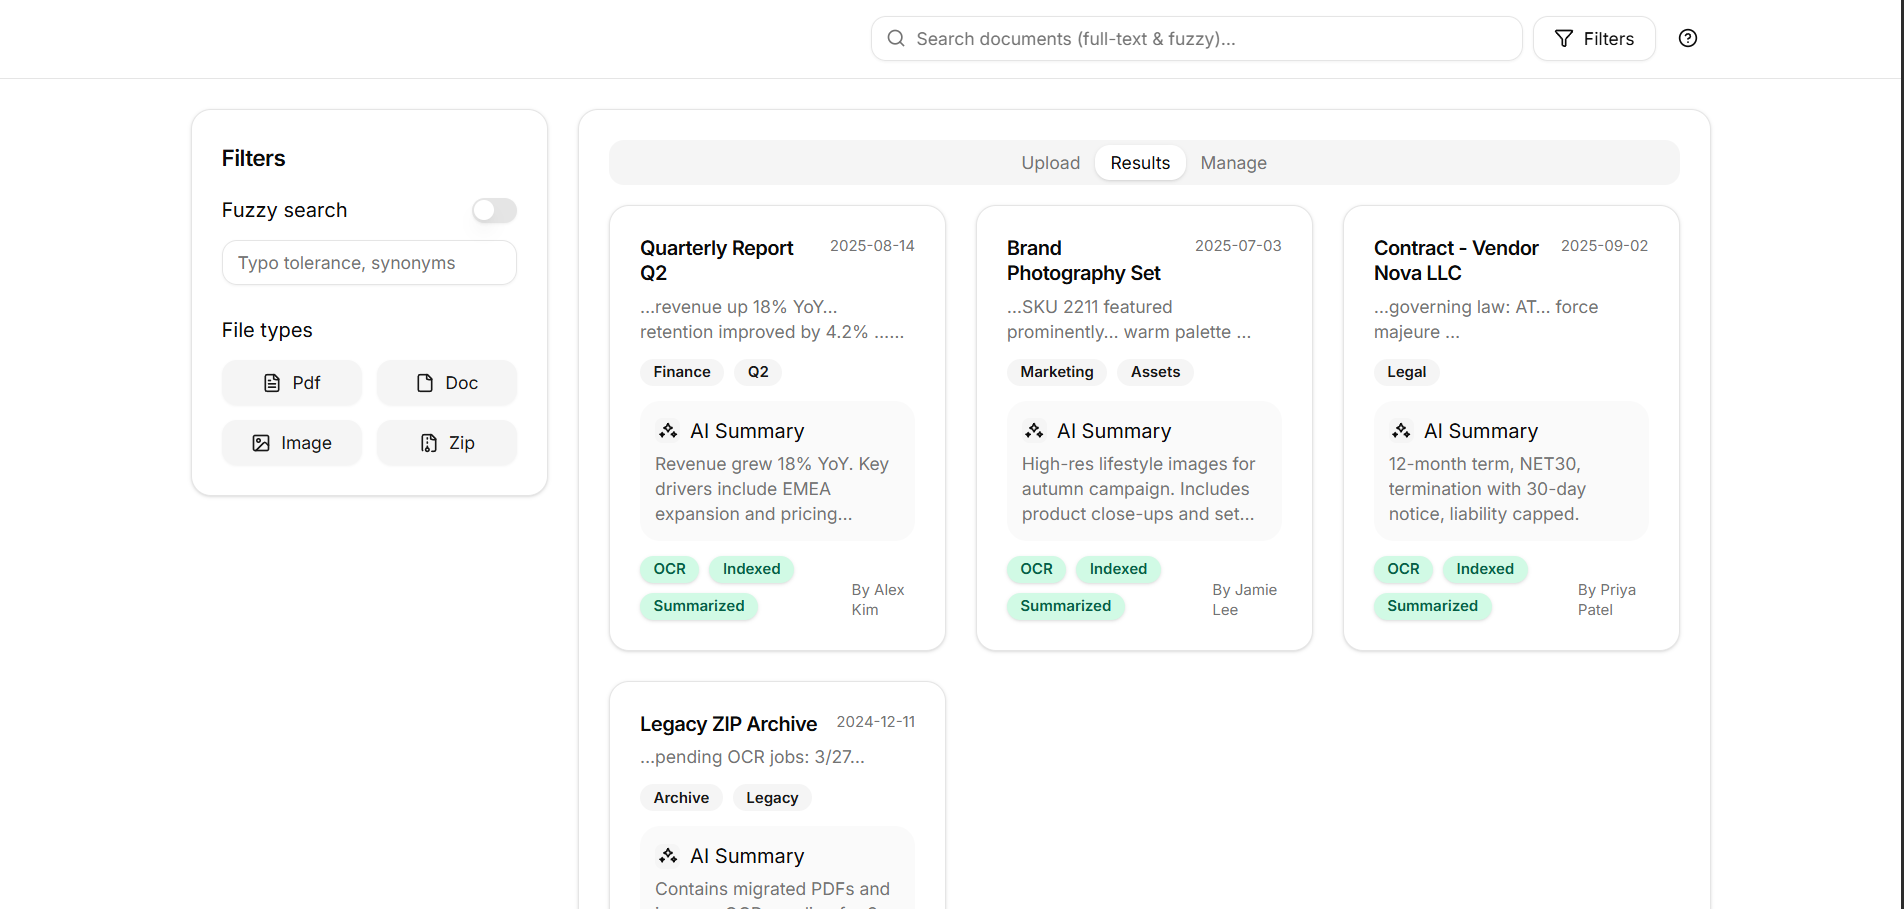 Search documents (full-text & fuzzy)...
Filters
Filters
Fuzzy search
Typo tolerance, synonyms
File types
Pdf
Doc
Image
Zip
Upload
Results
Manage
Quarterly Report
Q2
2025-08-14
...revenue up 18% YoY...
retention improved by 4.2% ......
Finance
Q2
AI Summary
Revenue grew 18% YoY. Key
drivers include EMEA
expansion and pricing...
OCR
Indexed
Summarized
By Alex
Kim
Brand
Photography Set
2025-07-03
...SKU 2211 featured
prominently... warm palette ...
Marketing
Assets
AI Summary
High-res lifestyle images for
autumn campaign. Includes
product close-ups and set...
OCR
Indexed
Summarized
By Jamie
Lee
Contract - Vendor
Nova LLC
2025-09-02
...governing law: AT... force
majeure ...
Legal
AI Summary
12-month term, NET30,
termination with 30-day
notice, liability capped.
OCR
Indexed
Summarized
By Priya
Patel
Legacy ZIP Archive
2024-12-11
...pending OCR jobs: 3/27...
Archive
Legacy
AI Summary
Contains migrated PDFs and